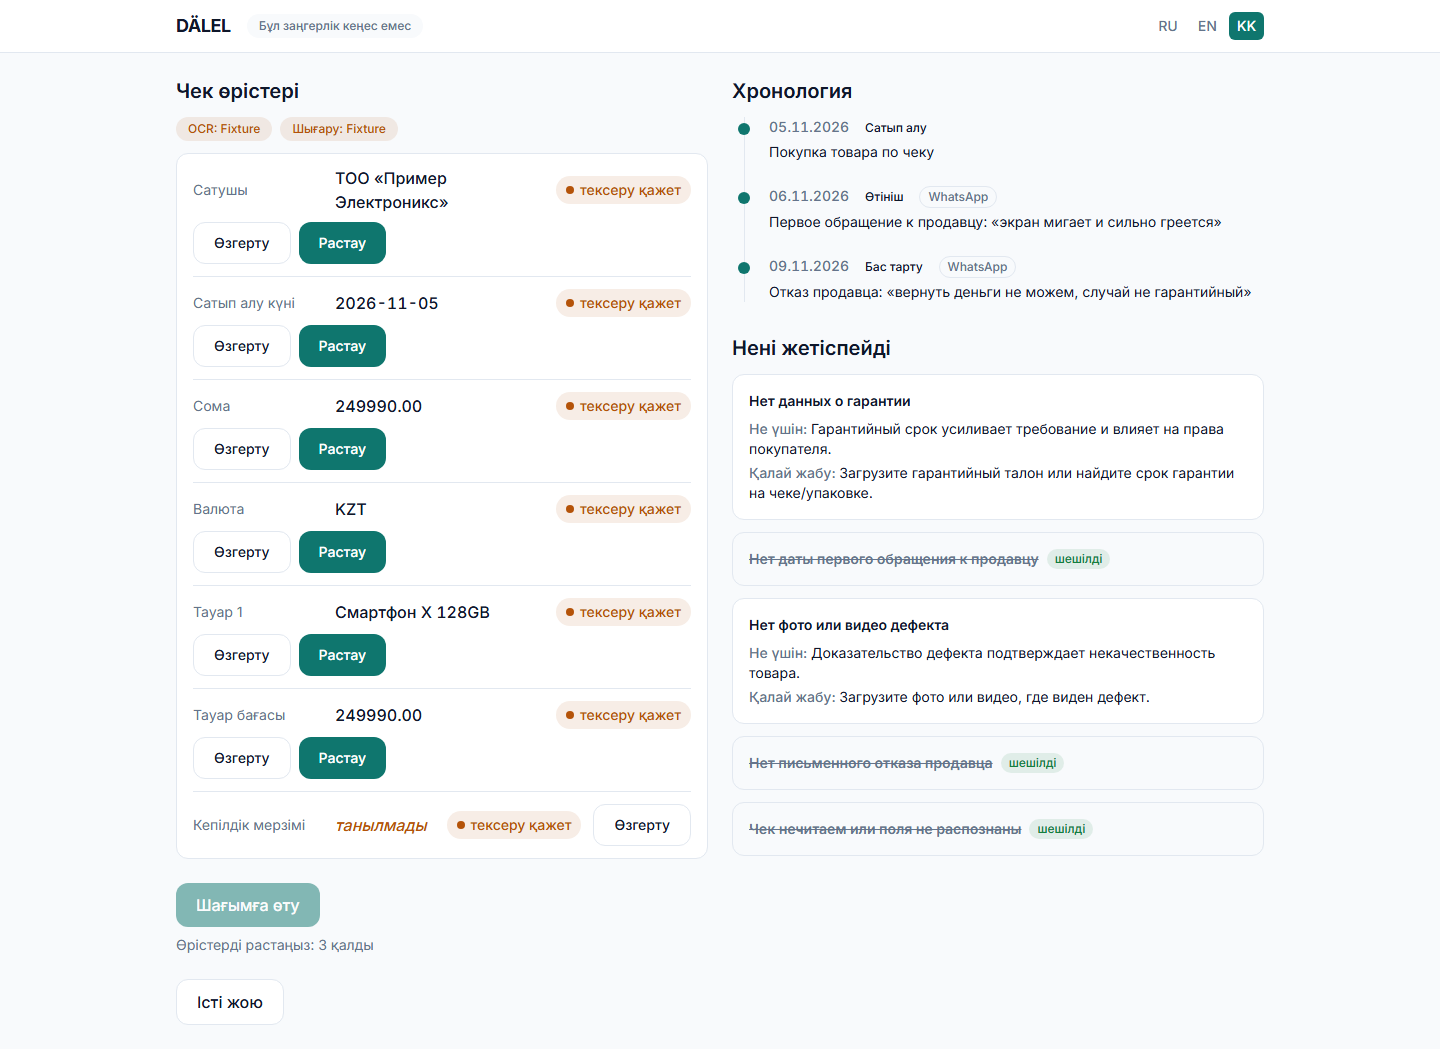 DÄLEL
Бұл заңгерлік кеңес емес
RU
EN
KK
Чек өрістері
OCR: Fixture
Шығару: Fixture
Сатушы
ТОО «Пример
Электроникс»
тексеру қажет
Өзгерту
Растау
Сатып алу күні
2026-11-05
тексеру қажет
Өзгерту
Растау
Сома
249990.00
тексеру қажет
Өзгерту
Растау
Валюта
KZT
тексеру қажет
Өзгерту
Растау
Тауар 1
Смартфон X 128GB
тексеру қажет
Өзгерту
Растау
Тауар бағасы
249990.00
тексеру қажет
Өзгерту
Растау
Кепілдік мерзімі
танылмады
тексеру қажет
Өзгерту
Шағымға өту
Өрістерді растаңыз: 3 қалды
Істі жою
Хронология
05.11.2026
Сатып алу
Покупка товара по чеку
06.11.2026
Өтініш
WhatsApp
Первое обращение к продавцу: «экран мигает и сильно греется»
09.11.2026
Бас тарту
WhatsApp
Отказ продавца: «вернуть деньги не можем, случай не гарантийный»
Нені жетіспейді
Нет данных о гарантии
Не үшін: Гарантийный срок усиливает требование и влияет на права
покупателя.
Қалай жабу: Загрузите гарантийный талон или найдите срок гарантии
на чеке/упаковке.
Нет даты первого обращения к продавцу
шешілді
Нет фото или видео дефекта
Не үшін: Доказательство дефекта подтверждает некачественность
товара.
Қалай жабу: Загрузите фото или видео, где виден дефект.
Нет письменного отказа продавца
шешілді
Чек нечитаем или поля не распознаны
шешілді